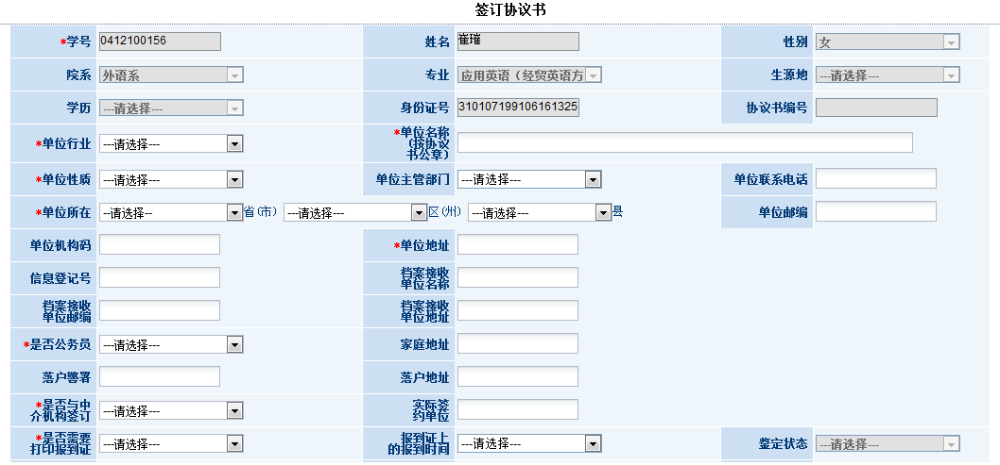 签订协议书
*学号 0412100156 姓名 崔璀 性别 女
院系 外语系 专业 应用英语（经贸英语方 生源地 ---请选择---
学历 ---请选择--- 身份证号 310107199106161325 协议书编号
*单位行业 ---请选择--- *单位名称
（按协议
书公章）
*单位性质 ---请选择--- 单位主管部门 ---请选择--- 单位联系电话
*单位所在 --请选择-- 省（市） ---请选择--- 区（州） ---请选择--- 县 单位邮编
单位机构码 *单位地址
信息登记号 档案接收
单位名称
档案接收
单位邮编 档案接收
单位地址
*是否公务员 ---请选择--- 家庭地址
落户警署 落户地址
*是否与中
介机构签订 ---请选择--- 实际签
约单位
*是否需要
打印报到证 ---请选择--- 报到证上
的报到时间 ---请选择--- 鉴定状态 ---请选择---